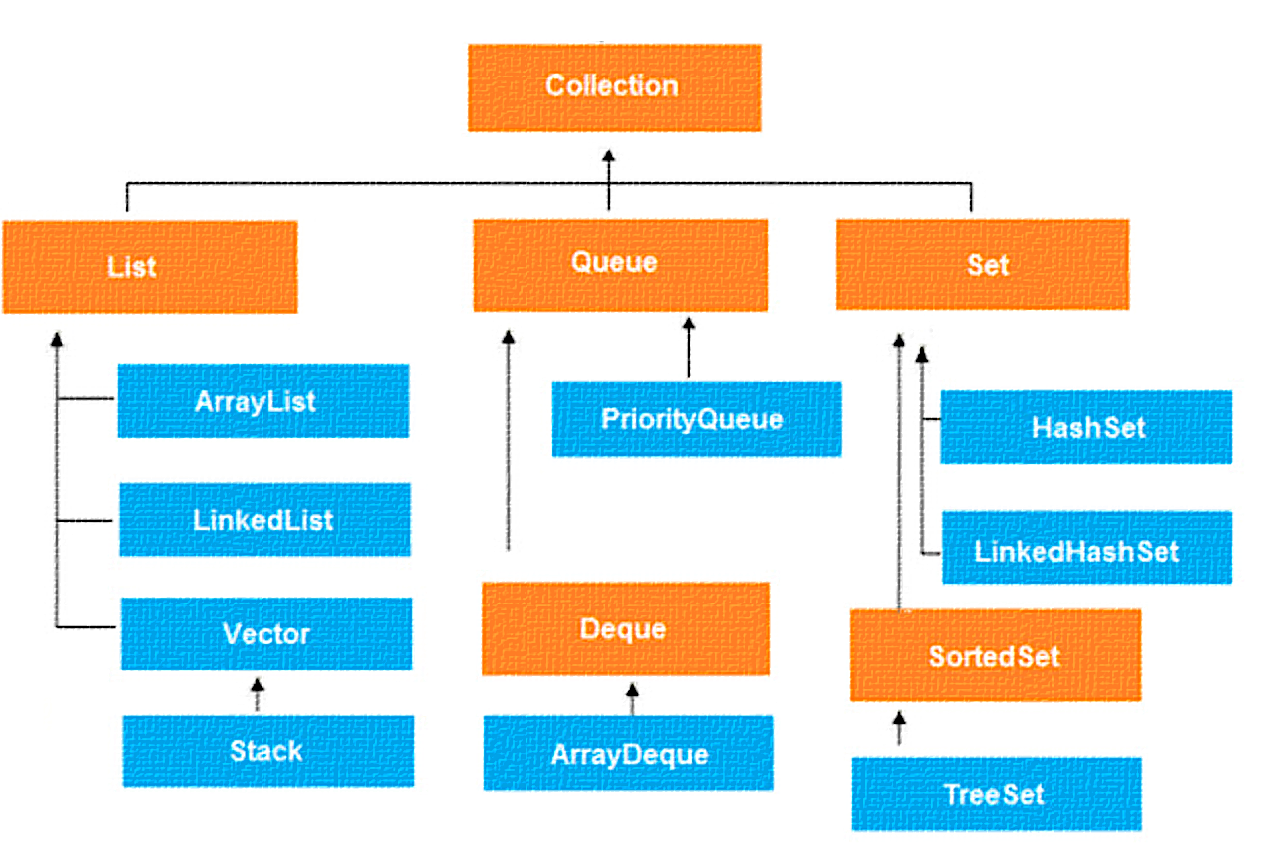 Collection
List
Queue
Set
ArrayList
PriorityQueue
HashSet
LinkedList
LinkedHashSet
Vector
Deque
SortedSet
Stack
ArrayDeque
TreeSet